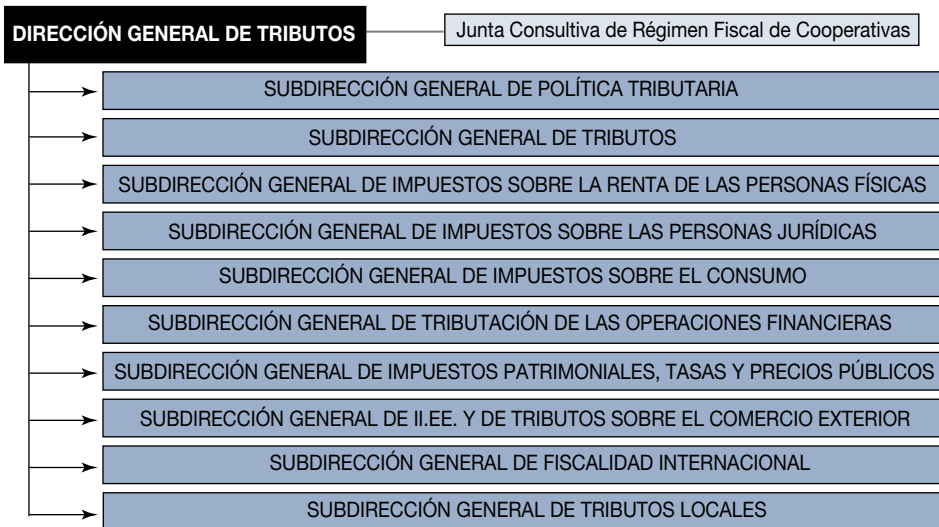 DIRECCIÓN GENERAL DE TRIBUTOS
Junta Consultiva de Régimen Fiscal de Cooperativas
SUBDIRECCIÓN GENERAL DE POLÍTICA TRIBUTARIA
SUBDIRECCIÓN GENERAL DE TRIBUTOS
SUBDIRECCIÓN GENERAL DE IMPUESTOS SOBRE LA RENTA DE LAS PERSONAS FÍSICAS
SUBDIRECCIÓN GENERAL DE IMPUESTOS SOBRE LAS PERSONAS JURÍDICAS
SUBDIRECCIÓN GENERAL DE IMPUESTOS SOBRE EL CONSUMO
SUBDIRECCIÓN GENERAL DE TRIBUTACIÓN DE LAS OPERACIONES FINANCIERAS
SUBDIRECCIÓN GENERAL DE IMPUESTOS PATRIMONIALES, TASAS Y PRECIOS PÚBLICOS
SUBDIRECCIÓN GENERAL DE II.EE. Y DE TRIBUTOS SOBRE EL COMERCIO EXTERIOR
SUBDIRECCIÓN GENERAL DE FISCALIDAD INTERNACIONAL
SUBDIRECCIÓN GENERAL DE TRIBUTOS LOCALES